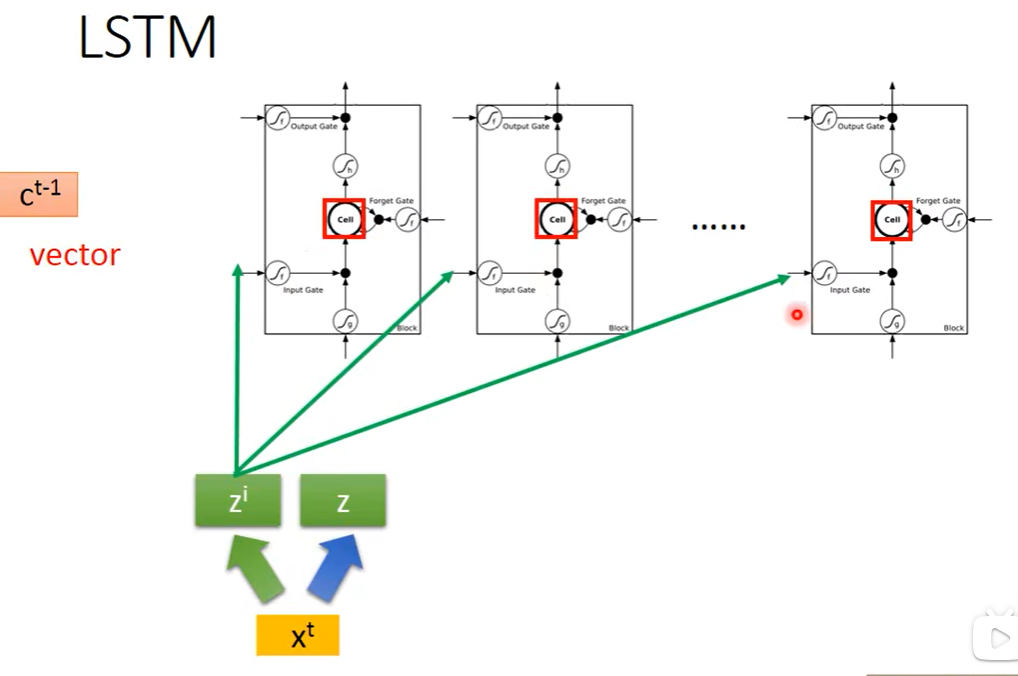 LSTM
c^t-1
vector
Output Gate
Forget Gate
Cell
Input Gate
Block
Output Gate
Forget Gate
Cell
Input Gate
Block
......
Output Gate
Forget Gate
Cell
Input Gate
Block
z^i
z
x^t